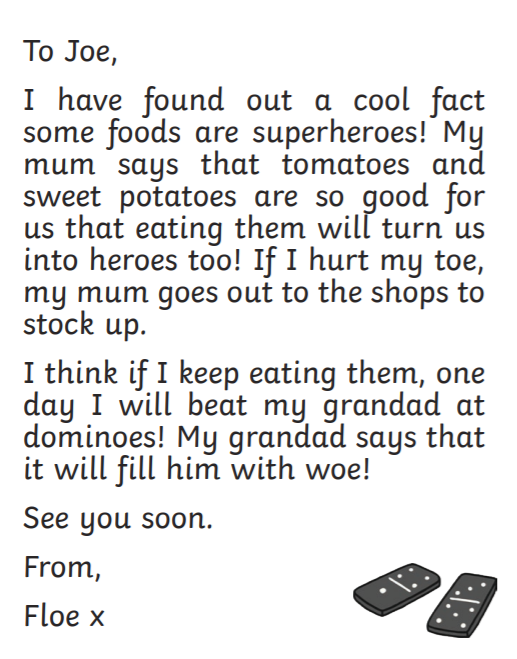 To Joe,
I have found out a cool fact
some foods are superheroes! My
mum says that tomatoes and
sweet potatoes are so good for
us that eating them will turn us
into heroes too! If I hurt my toe,
my mum goes out to the shops to
stock up.
I think if I keep eating them, one
day I will beat my grandad at
dominoes! My grandad says that
it will fill him with woe!
See you soon.
From,
Floe x